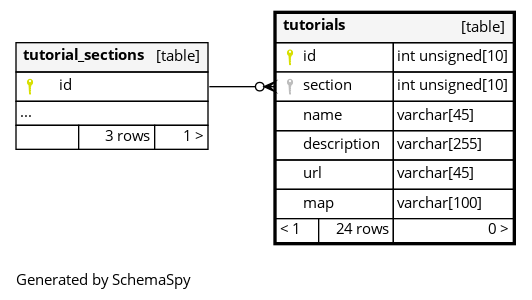 tutorial_sections [table]
id
...
3 rows 1 >
tutorials [table]
id int unsigned[10]
section int unsigned[10]
name varchar[45]
description varchar[255]
url varchar[45]
map varchar[100]
< 1 24 rows 0 >
Generated by SchemaSpy